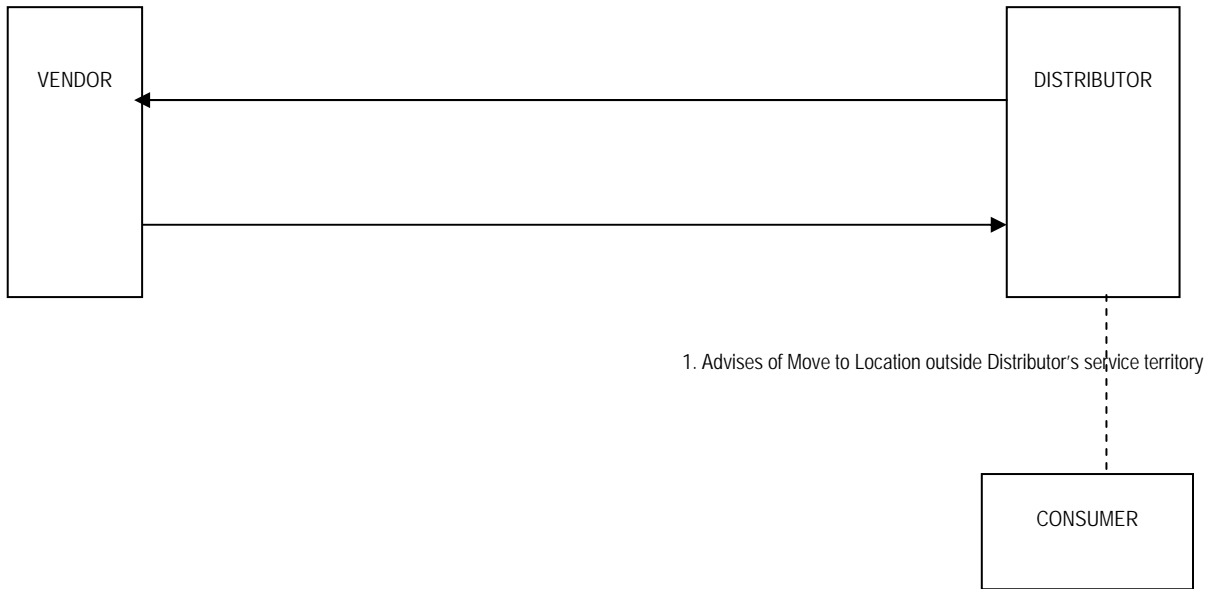 VENDOR
DISTRIBUTOR
1. Advises of Move to Location outside Distributor’s service territory
CONSUMER